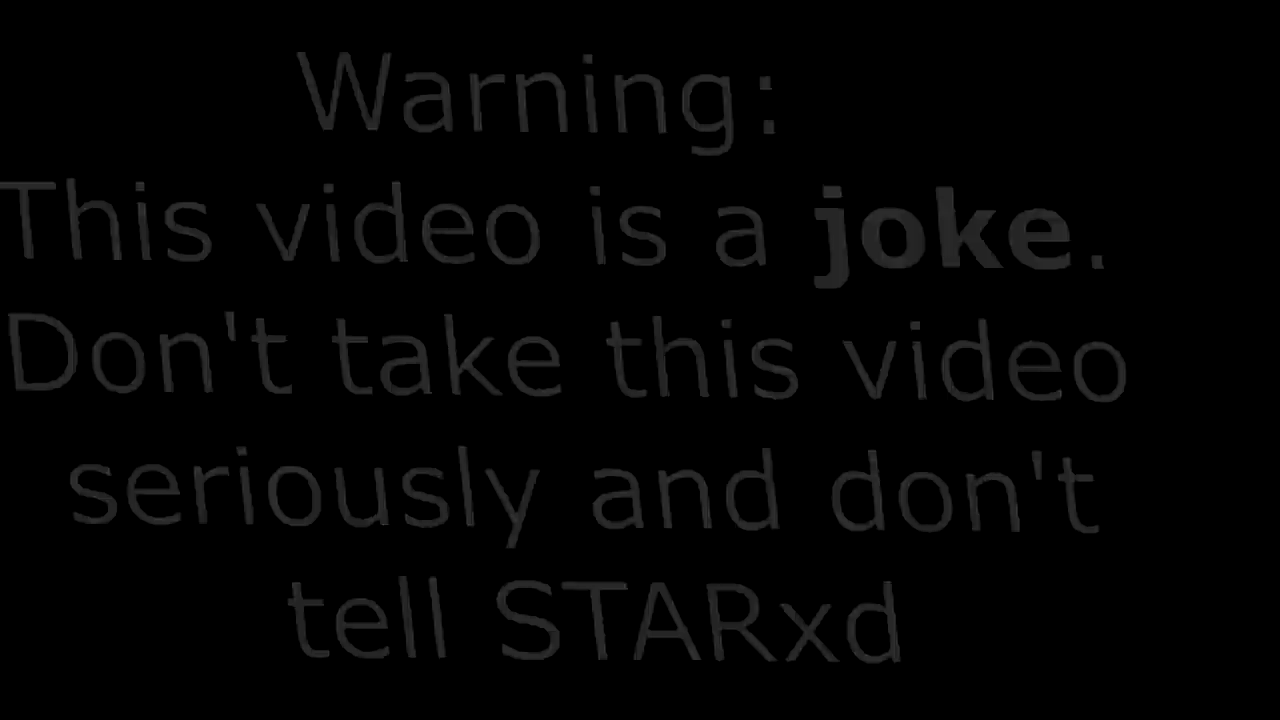 Warning:
This video is a joke.
Don't take this video
seriously and don't
tell STARxd